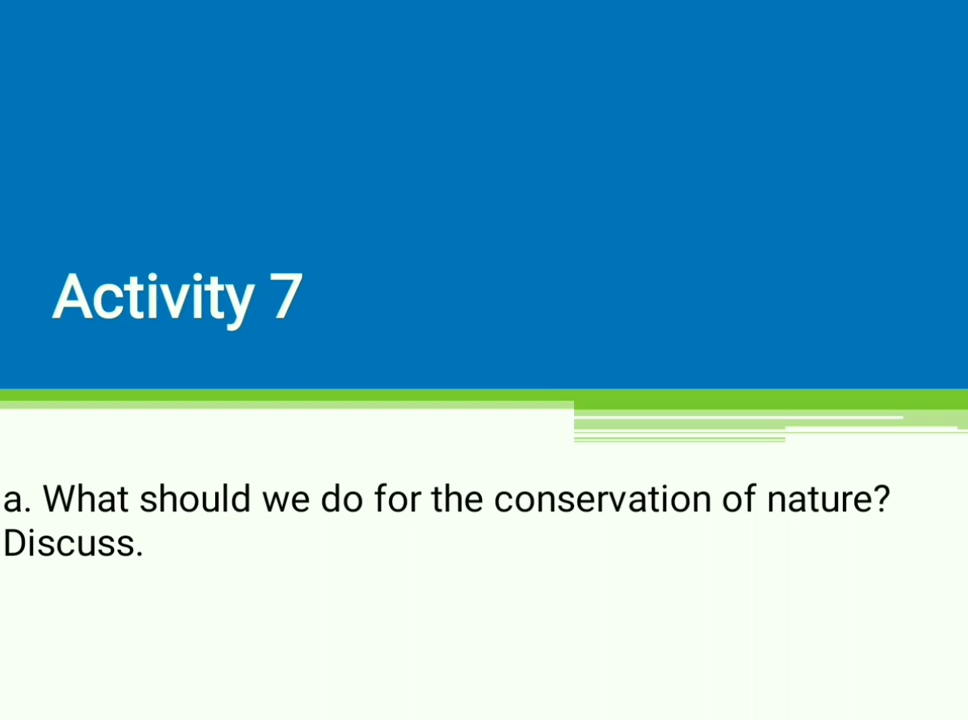 Activity 7
a. What should we do for the conservation of nature?
Discuss.